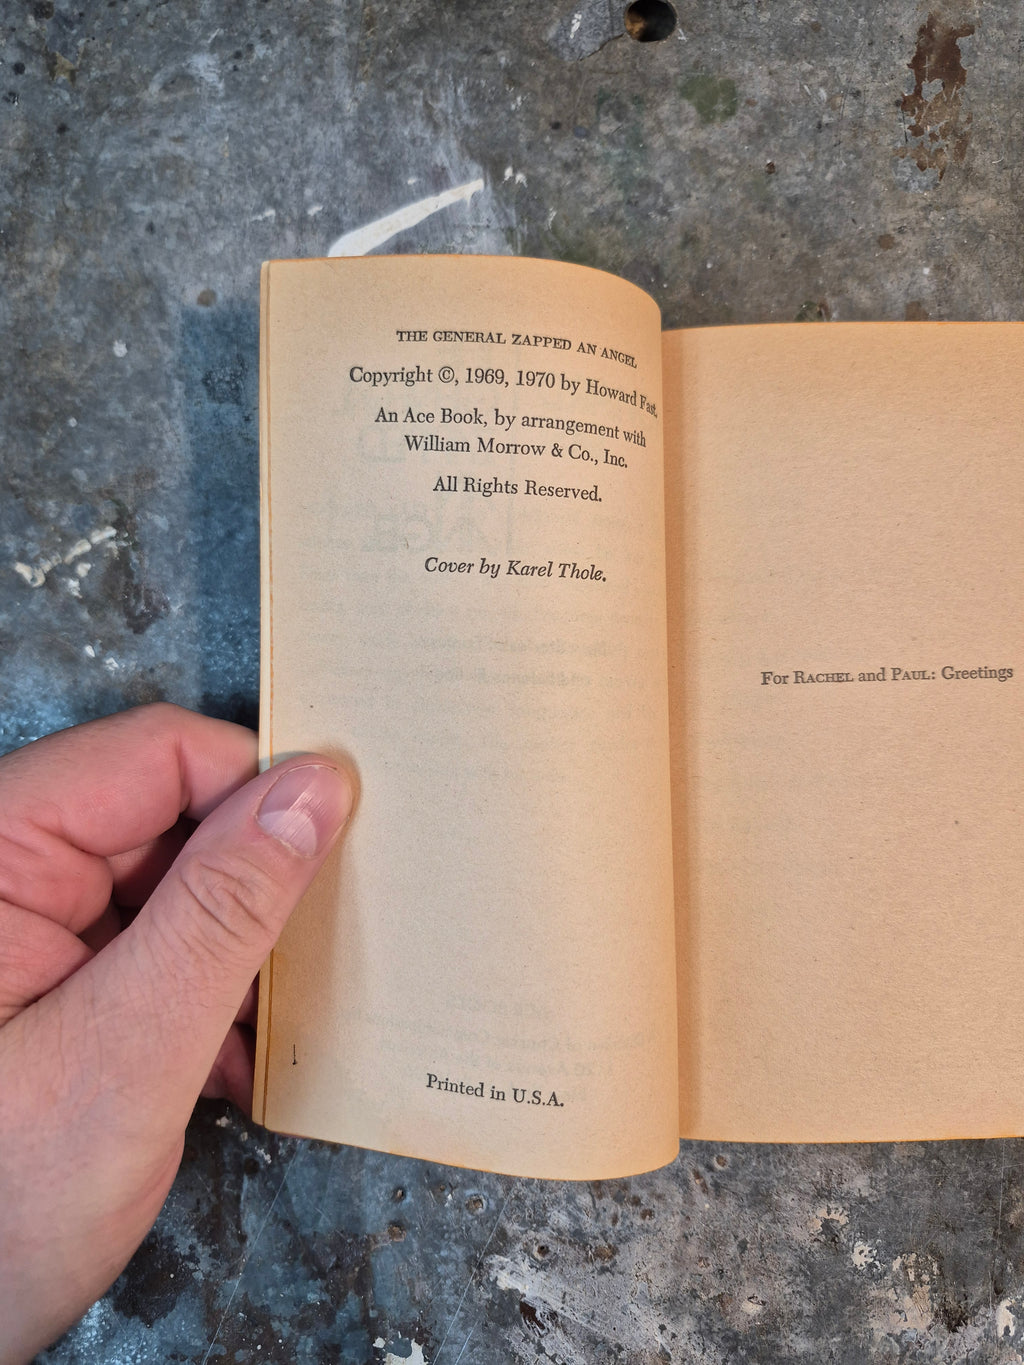 THE GENERAL ZAPPED AN ANGEL
Copyright ©, 1969, 1970 by Howard Fast.
An Ace Book, by arrangement with
William Morrow & Co., Inc.
All Rights Reserved.
Cover by Karel Thole.
Printed in U.S.A.
For RACHEL and PAUL: Greetings